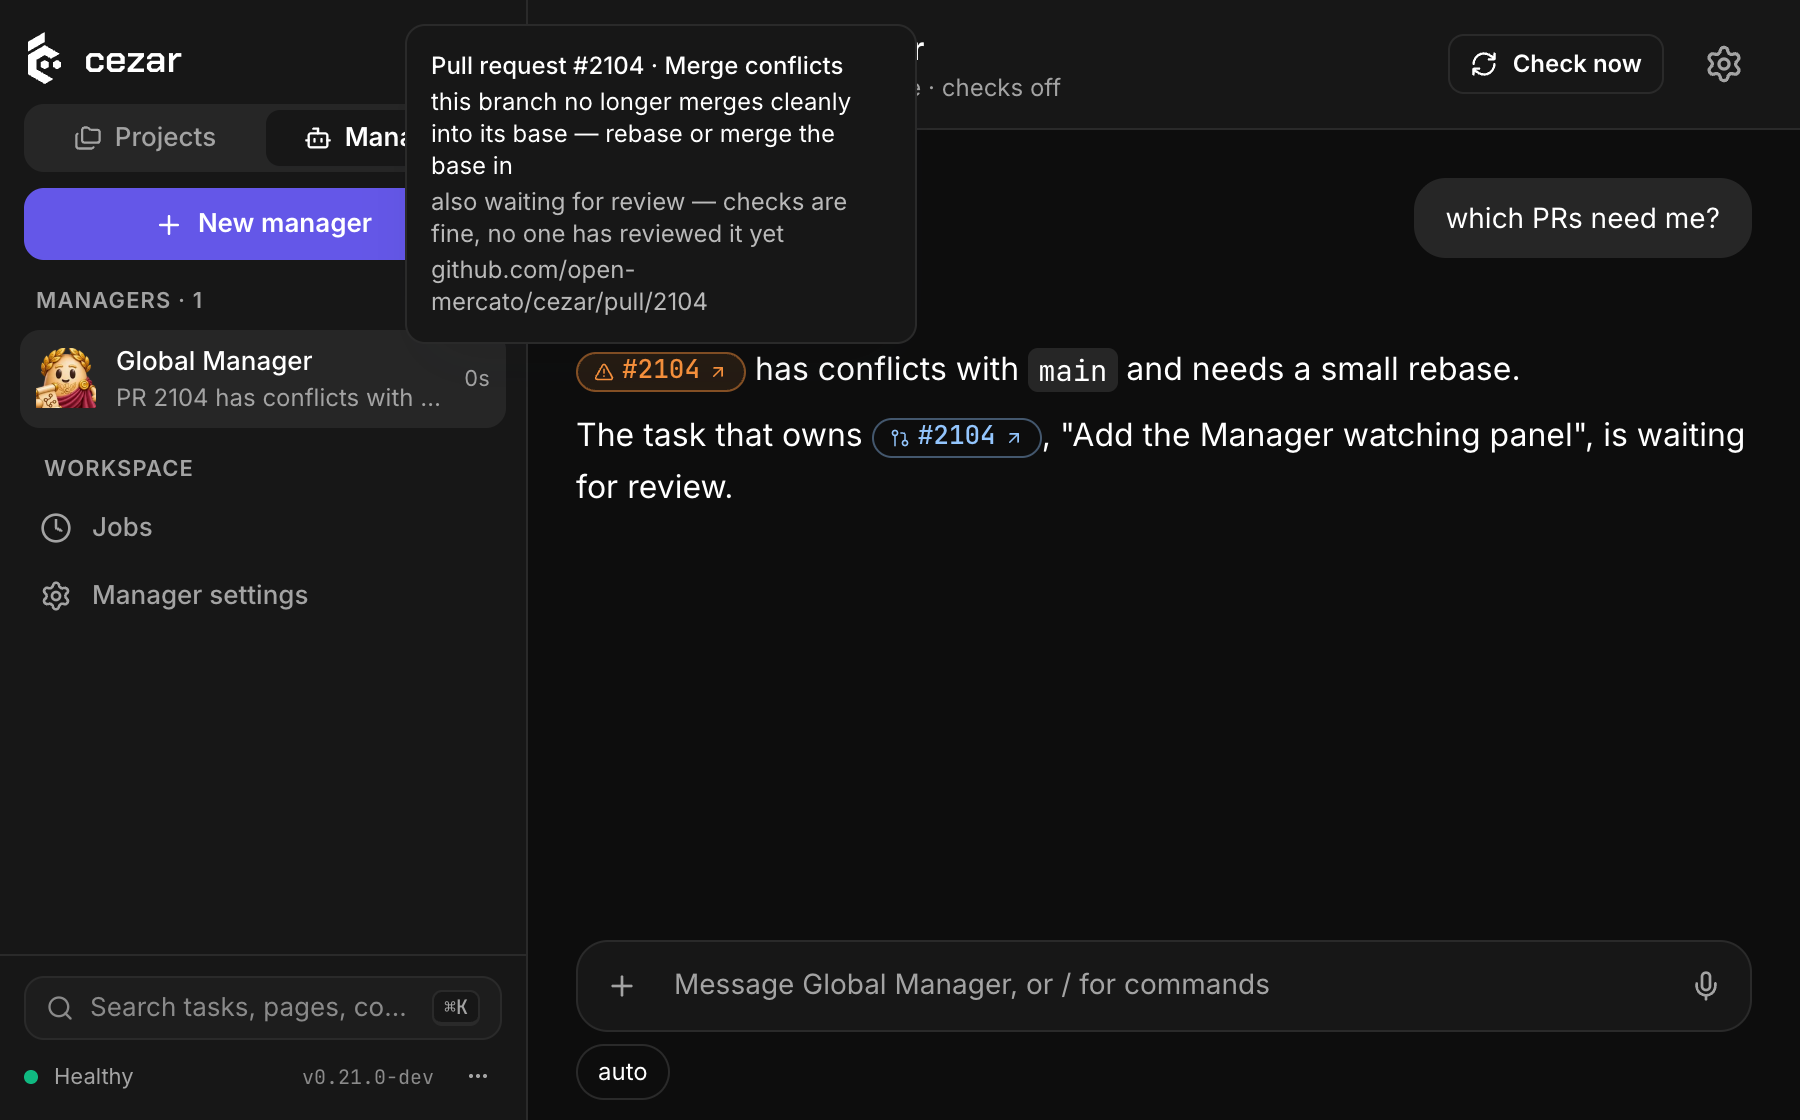 cezar
Projects
Mana
New manager
MANAGERS · 1
Global Manager
PR 2104 has conflicts with ...
0s
WORKSPACE
Jobs
Manager settings
Search tasks, pages, co...
⌘K
Healthy
v0.21.0-dev
Pull request #2104 · Merge conflicts
this branch no longer merges cleanly
into its base — rebase or merge the
base in
also waiting for review — checks are
fine, no one has reviewed it yet
github.com/open-
mercato/cezar/pull/2104
· checks off
Check now
which PRs need me?
#2104 ↗ has conflicts with main and needs a small rebase.
The task that owns #2104 ↗, "Add the Manager watching panel", is waiting
for review.
Message Global Manager, or / for commands
auto